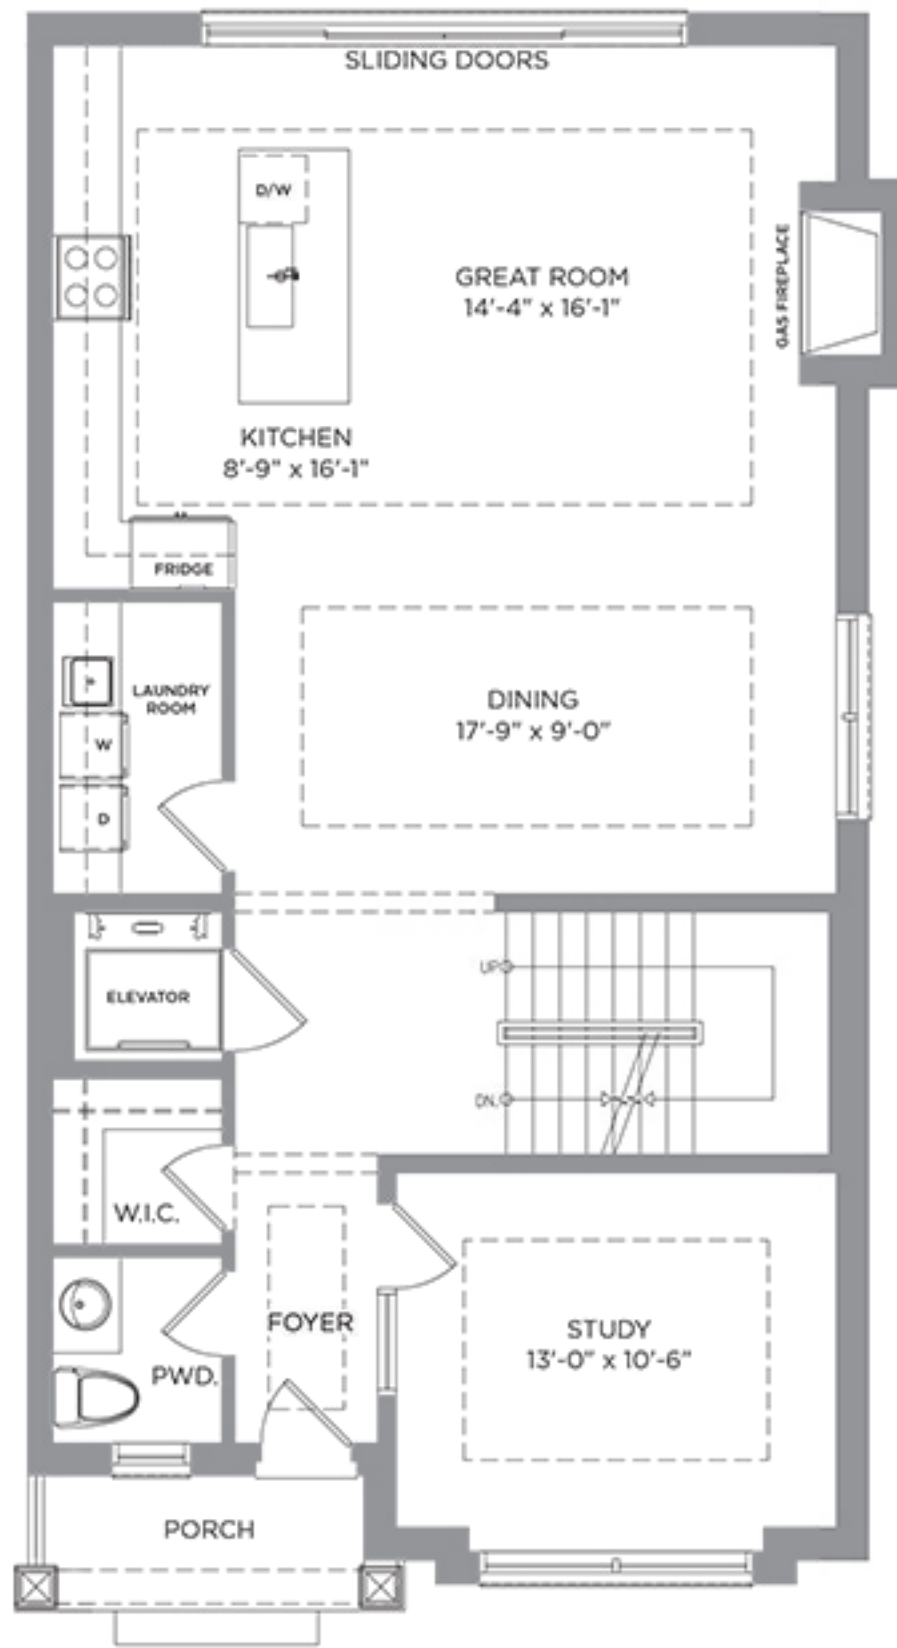 SLIDING DOORS
D/W
GREAT ROOM
14'-4" x 16'-1"
GAS FIREPLACE
KITCHEN
8'-9" x 16'-1"
FRIDGE
LAUNDRY
ROOM
W
D
DINING
17'-9" x 9'-0"
ELEVATOR
UP
DN.
W.I.C.
FOYER
PWD.
STUDY
13'-0" x 10'-6"
PORCH